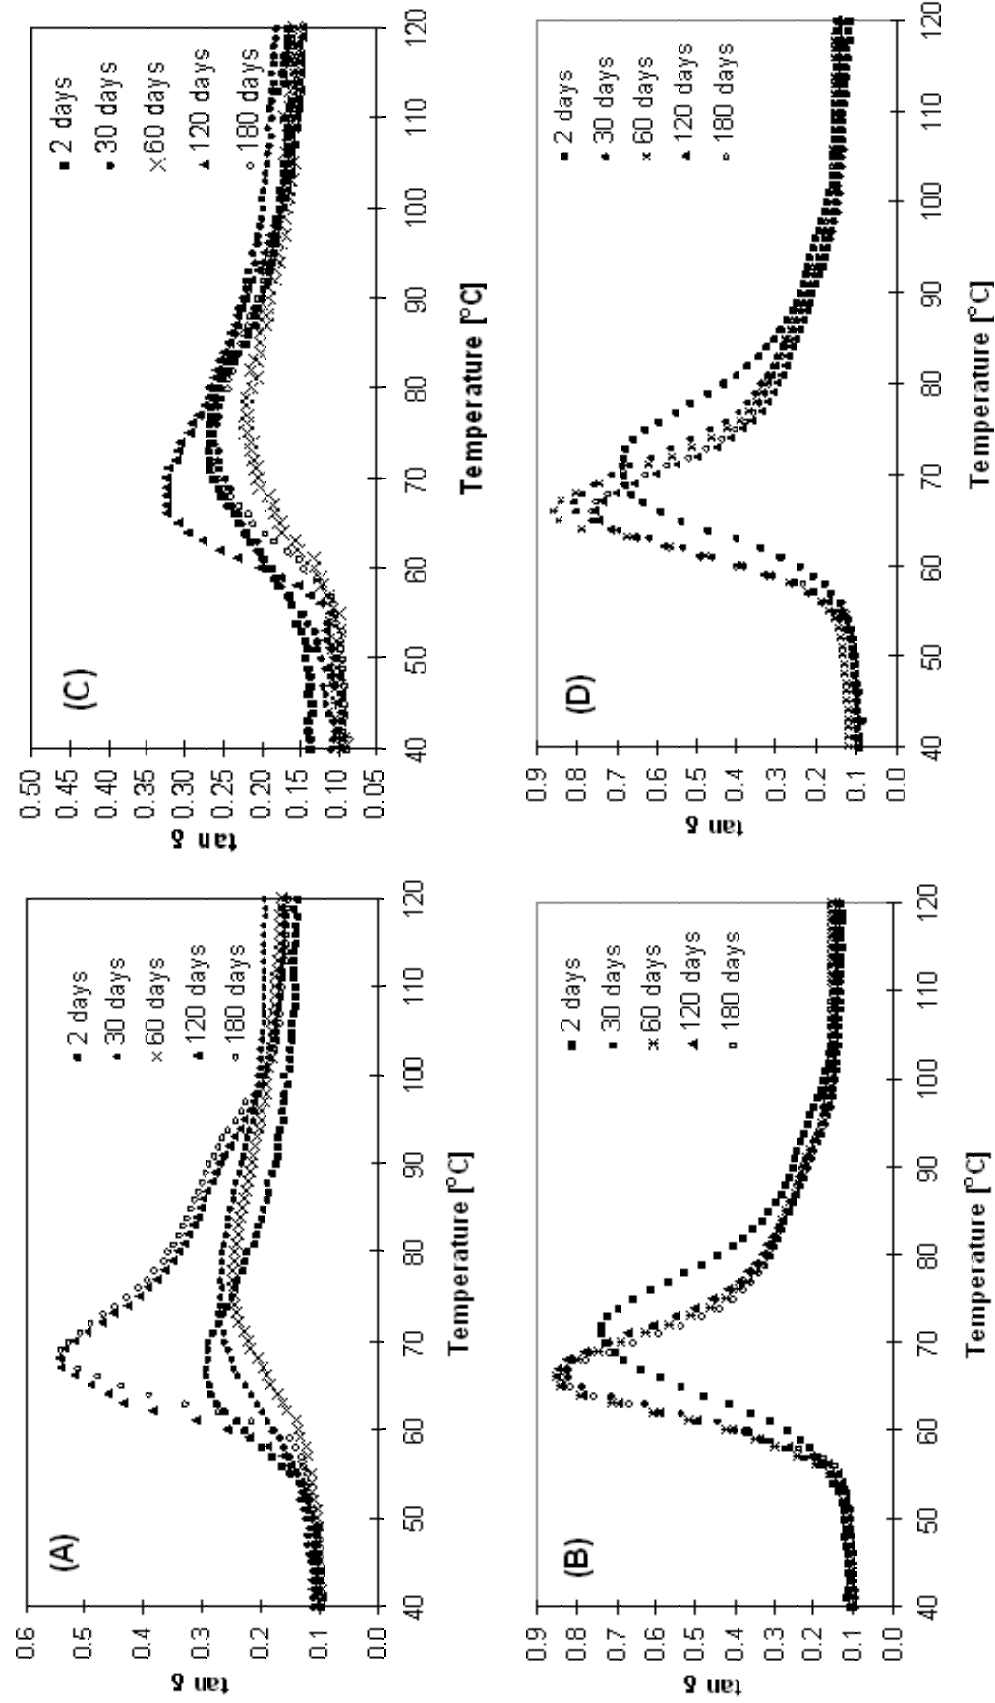 (A)
0.6
0.5
0.4
0.3
0.2
0.1
0.0
tan δ
40 50 60 70 80 90 100 110 120
Temperature [°C]
2 days
30 days
60 days
120 days
180 days
(C)
0.50
0.45
0.40
0.35
0.30
0.25
0.20
0.15
0.10
0.05
tan δ
40 50 60 70 80 90 100 110 120
Temperature [°C]
2 days
30 days
60 days
120 days
180 days
(B)
0.9
0.8
0.7
0.6
0.5
0.4
0.3
0.2
0.1
0.0
tan δ
40 50 60 70 80 90 100 110 120
Temperature [°C]
2 days
30 days
60 days
120 days
180 days
(D)
0.9
0.8
0.7
0.6
0.5
0.4
0.3
0.2
0.1
0.0
tan δ
40 50 60 70 80 90 100 110 120
Temperature [°C]
2 days
30 days
60 days
120 days
180 days